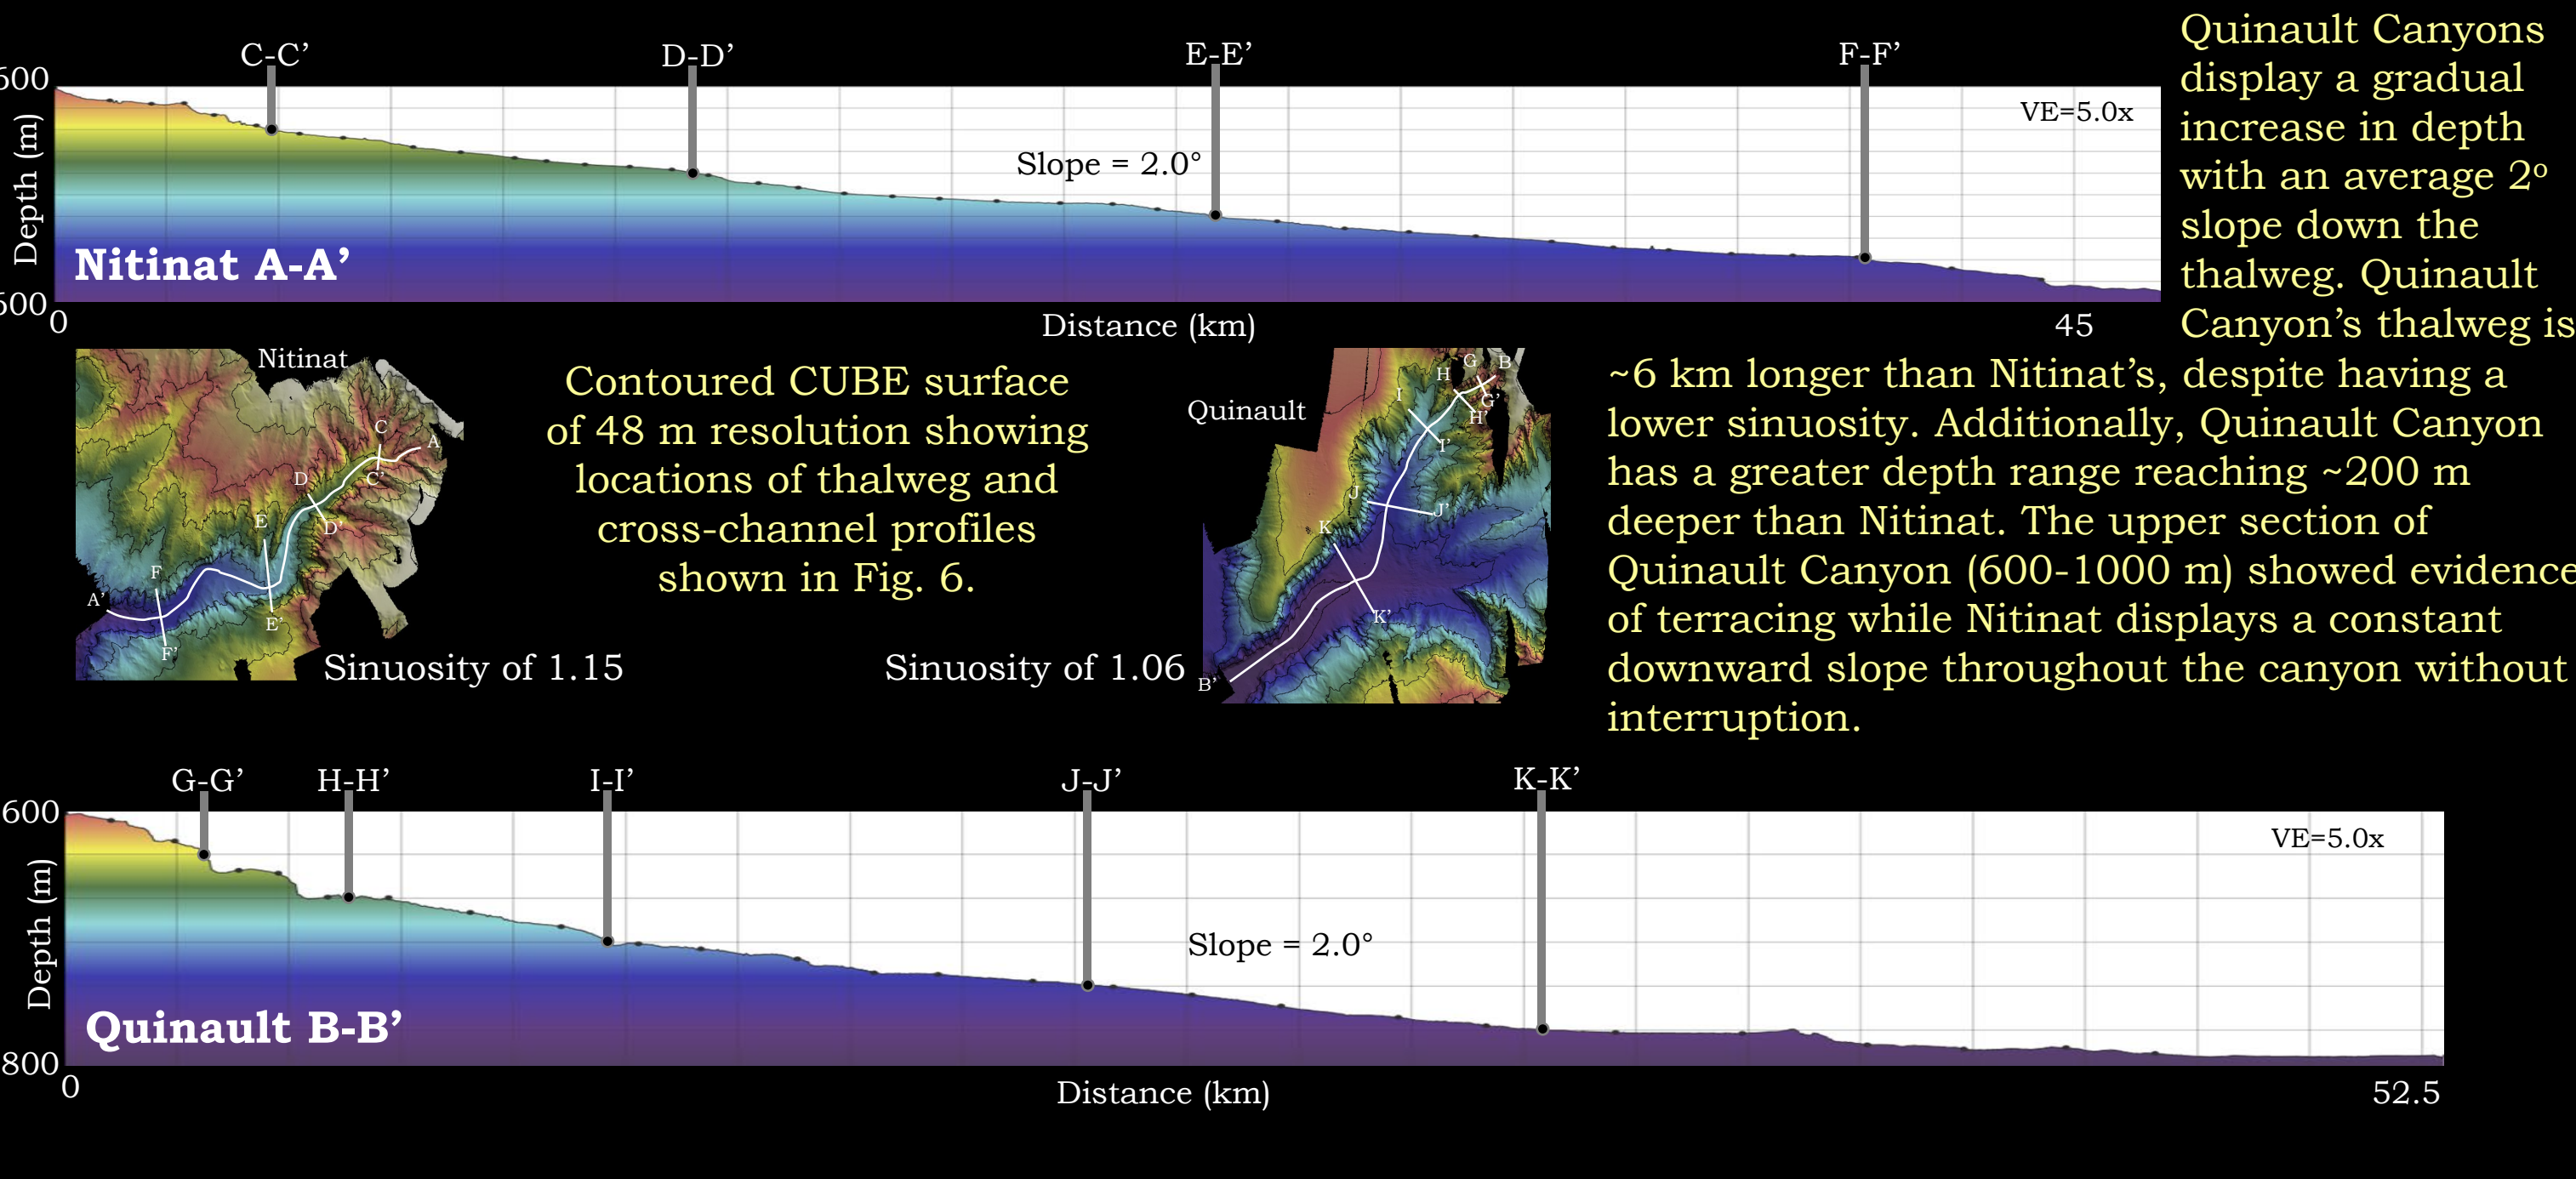 C-C’
D-D’
E-E’
F-F’
600
Depth (m)
VE=5.0x
Slope = 2.0°
Nitinat A-A’
600
0
Distance (km)
45
Quinault Canyons
display a gradual
increase in depth
with an average 2º
slope down the
thalweg. Quinault
Canyon’s thalweg is
~6 km longer than Nitinat’s, despite having a
lower sinuosity. Additionally, Quinault Canyon
has a greater depth range reaching ~200 m
deeper than Nitinat. The upper section of
Quinault Canyon (600-1000 m) showed evidence
of terracing while Nitinat displays a constant
downward slope throughout the canyon without
interruption.
Nitinat
C
A
D
C’
E
D’
F
A’
E’
F’
Sinuosity of 1.15
Contoured CUBE surface
of 48 m resolution showing
locations of thalweg and
cross-channel profiles
shown in Fig. 6.
Quinault
G
B
H
I
G’
H’
I’
J
J’
K
K’
B’
Sinuosity of 1.06
G-G’
H-H’
I-I’
J-J’
K-K’
600
Depth (m)
VE=5.0x
Slope = 2.0°
Quinault B-B’
800
0
Distance (km)
52.5